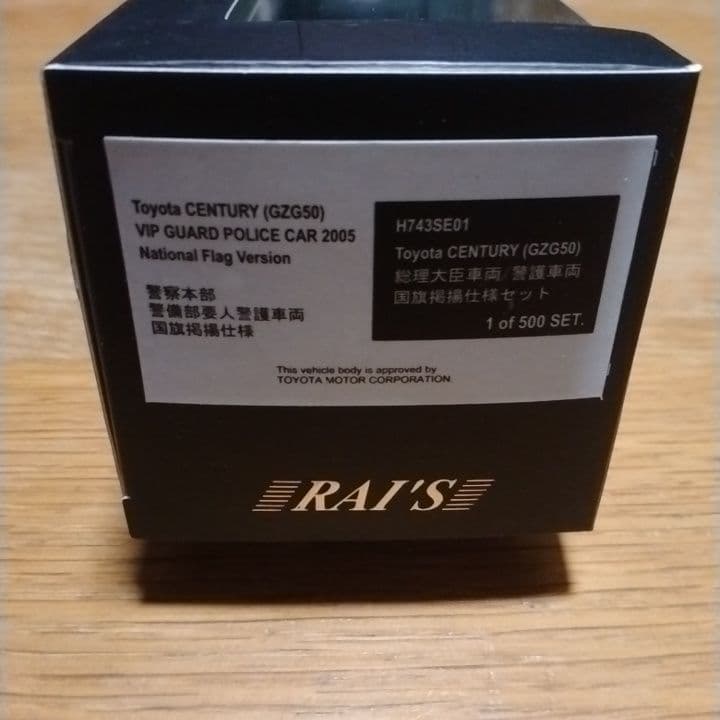 Toyota CENTURY (GZG50)
VIP GUARD POLICE CAR 2005
National Flag Version
警察本部
警備部要人警護車両
国旗掲揚仕様
H743SE01
Toyota CENTURY (GZG50)
総理大臣車両/警護車両
国旗掲揚仕様セット
1 of 500 SET.
This vehicle body is approved by
TOYOTA MOTOR CORPORATION.
RAI'S